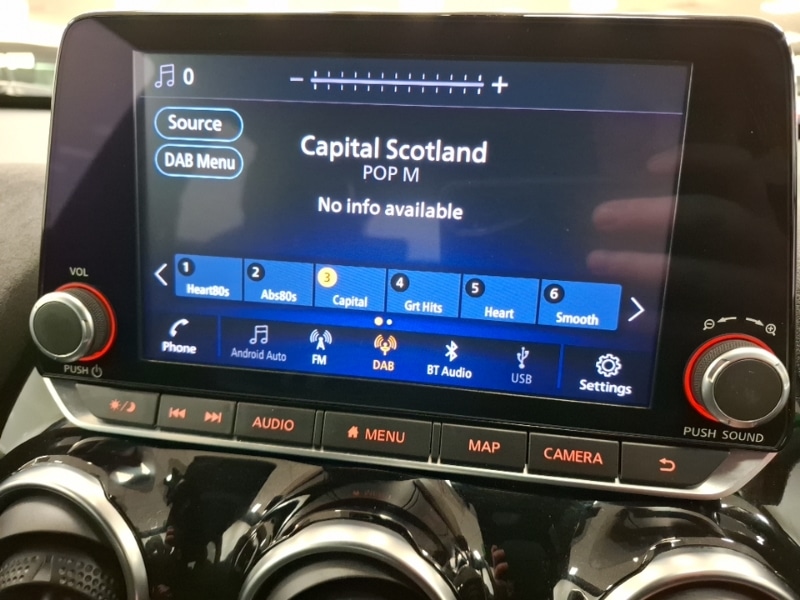 0
− +
Source
DAB Menu
Capital Scotland
POP M
No info available
1 Heart80s
2 Abs80s
3 Capital
4 Grt Hits
5 Heart
6 Smooth
Phone
Android Auto
FM
DAB
BT Audio
USB
Settings
VOL
PUSH
PUSH SOUND
AUDIO
MENU
MAP
CAMERA